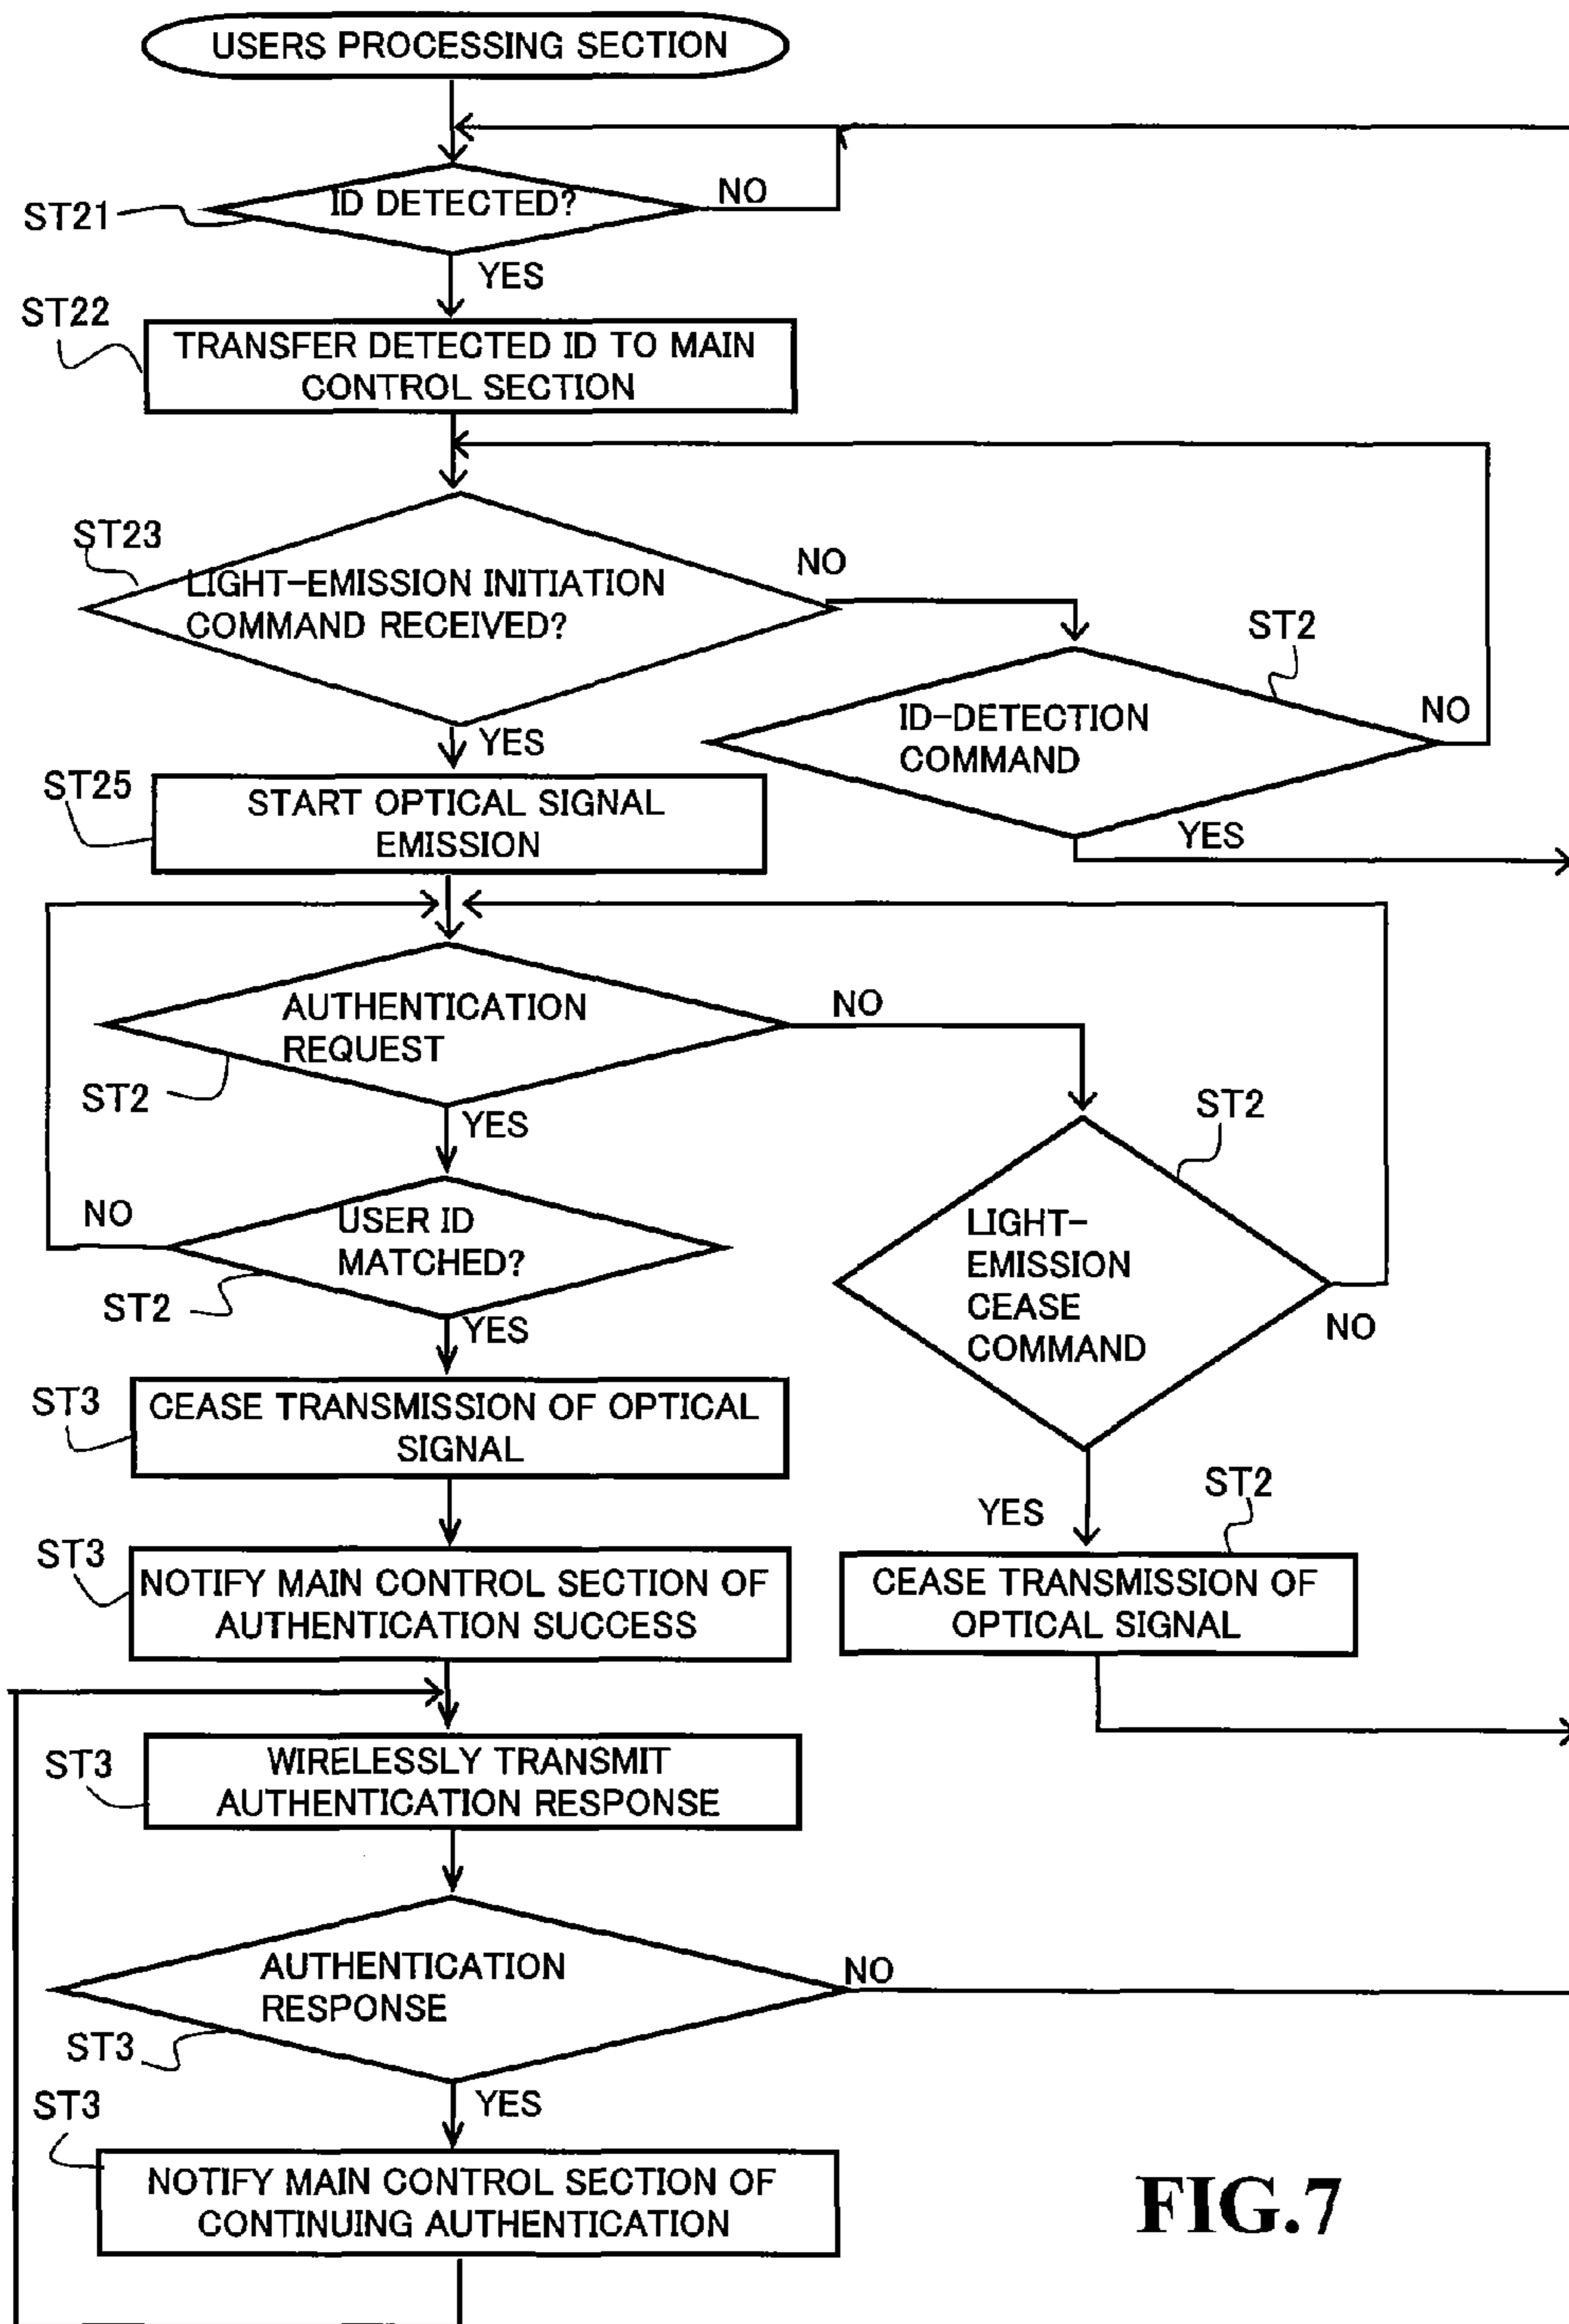 USERS PROCESSING SECTION
ID DETECTED?
NO
ST21
YES
ST22
TRANSFER DETECTED ID TO MAIN
CONTROL SECTION
ST23
LIGHT-EMISSION INITIATION
COMMAND RECEIVED?
NO
ST2
ID-DETECTION
COMMAND
NO
YES
YES
ST25
START OPTICAL SIGNAL
EMISSION
AUTHENTICATION
REQUEST
NO
ST2
YES
ST2
USER ID
MATCHED?
NO
ST2
YES
LIGHT-
EMISSION
CEASE
COMMAND
NO
ST3
CEASE TRANSMISSION OF OPTICAL
SIGNAL
YES
ST2
CEASE TRANSMISSION OF
OPTICAL SIGNAL
ST3
NOTIFY MAIN CONTROL SECTION OF
AUTHENTICATION SUCCESS
ST3
WIRELESSLY TRANSMIT
AUTHENTICATION RESPONSE
AUTHENTICATION
RESPONSE
NO
ST3
YES
ST3
NOTIFY MAIN CONTROL SECTION OF
CONTINUING AUTHENTICATION
FIG.7